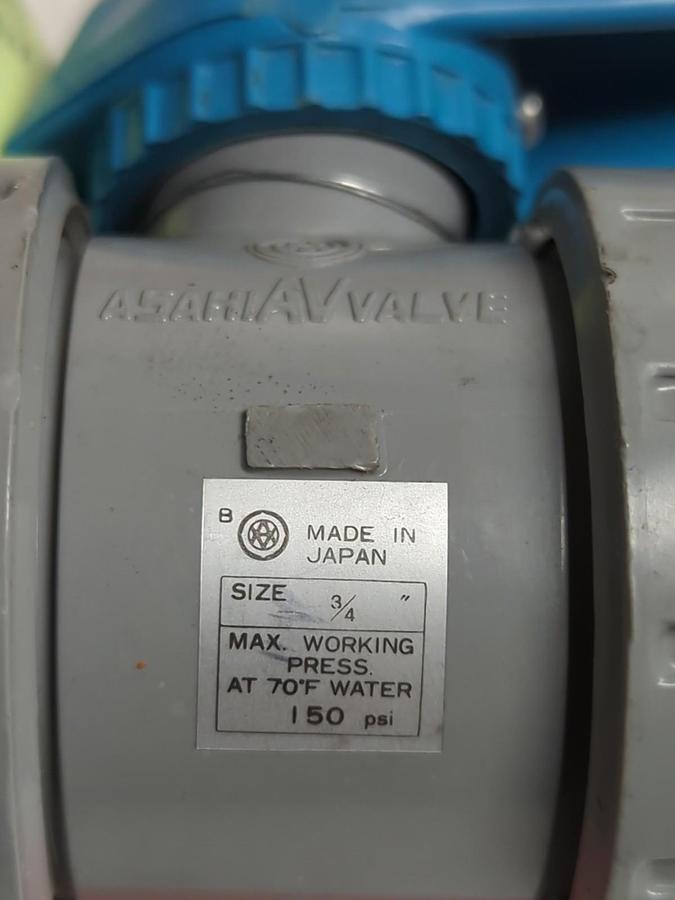 ASAHI AV VALVE
B
MADE IN
JAPAN
SIZE 3/4 "
MAX. WORKING
PRESS.
AT 70°F WATER
150 psi